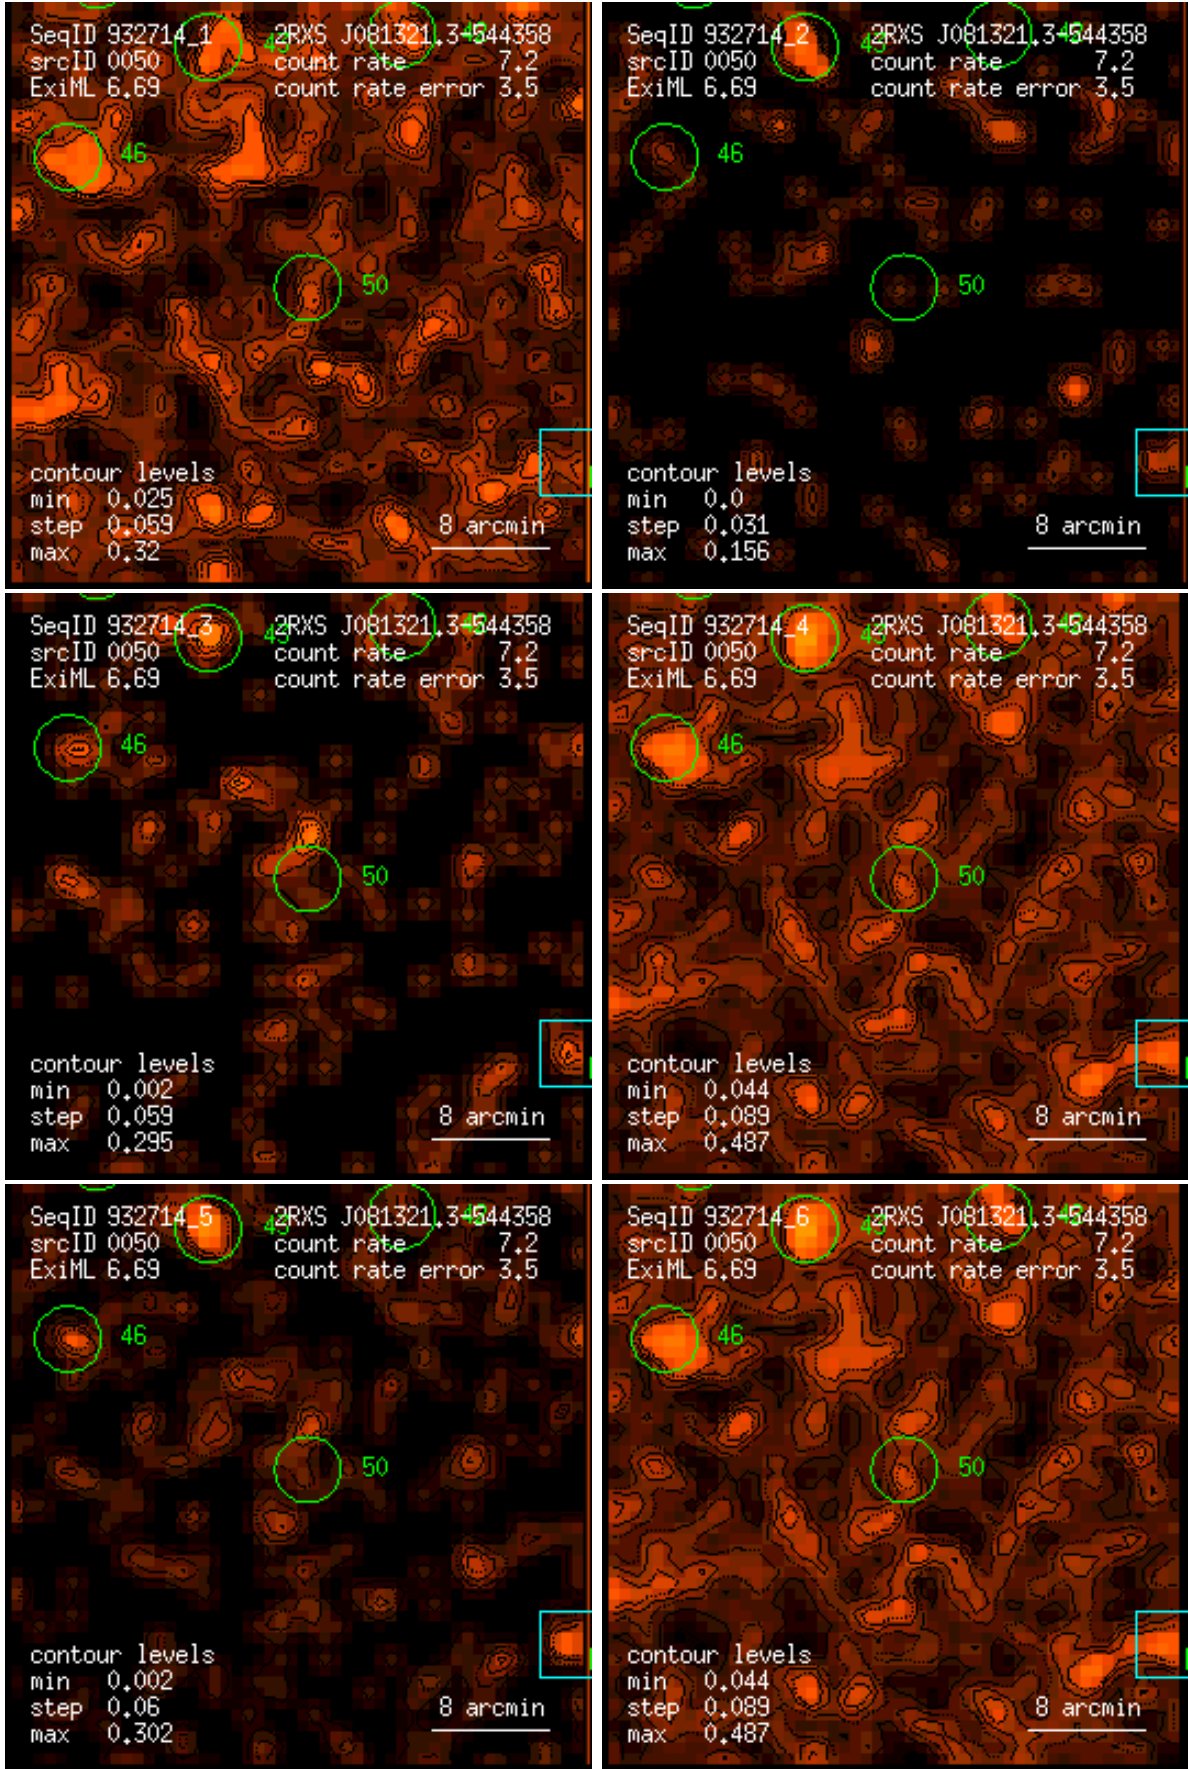 SeqID 932714_1 2RXS J081321.3-544358
srcID 0050 count rate 7.2
ExiML 6.69 count rate error 3.5
46
50
contour levels
min 0.025
step 0.059
max 0.32
8 arcmin
SeqID 932714_2 2RXS J081321.3-544358
srcID 0050 count rate 7.2
ExiML 6.69 count rate error 3.5
46
50
contour levels
min 0.0
step 0.031
max 0.156
8 arcmin
SeqID 932714_3 2RXS J081321.3-544358
srcID 0050 count rate 7.2
ExiML 6.69 count rate error 3.5
46
50
contour levels
min 0.002
step 0.059
max 0.295
8 arcmin
SeqID 932714_4 2RXS J081321.3-544358
srcID 0050 count rate 7.2
ExiML 6.69 count rate error 3.5
46
50
contour levels
min 0.044
step 0.089
max 0.487
8 arcmin
SeqID 932714_5 2RXS J081321.3-544358
srcID 0050 count rate 7.2
ExiML 6.69 count rate error 3.5
46
50
contour levels
min 0.002
step 0.06
max 0.302
8 arcmin
SeqID 932714_6 2RXS J081321.3-544358
srcID 0050 count rate 7.2
ExiML 6.69 count rate error 3.5
46
50
contour levels
min 0.044
step 0.089
max 0.487
8 arcmin